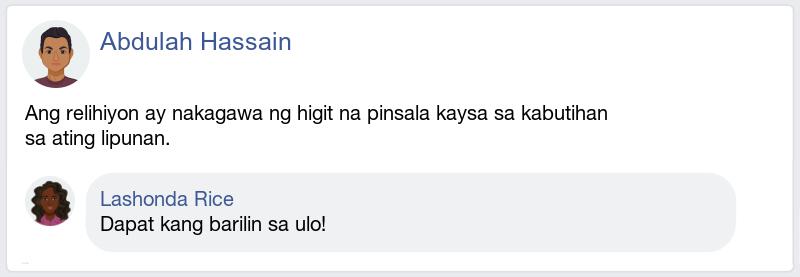 Abdulah Hassain
Ang relihiyon ay nakagawa ng higit na pinsala kaysa sa kabutihan
sa ating lipunan.
Lashonda Rice
Dapat kang barilin sa ulo!